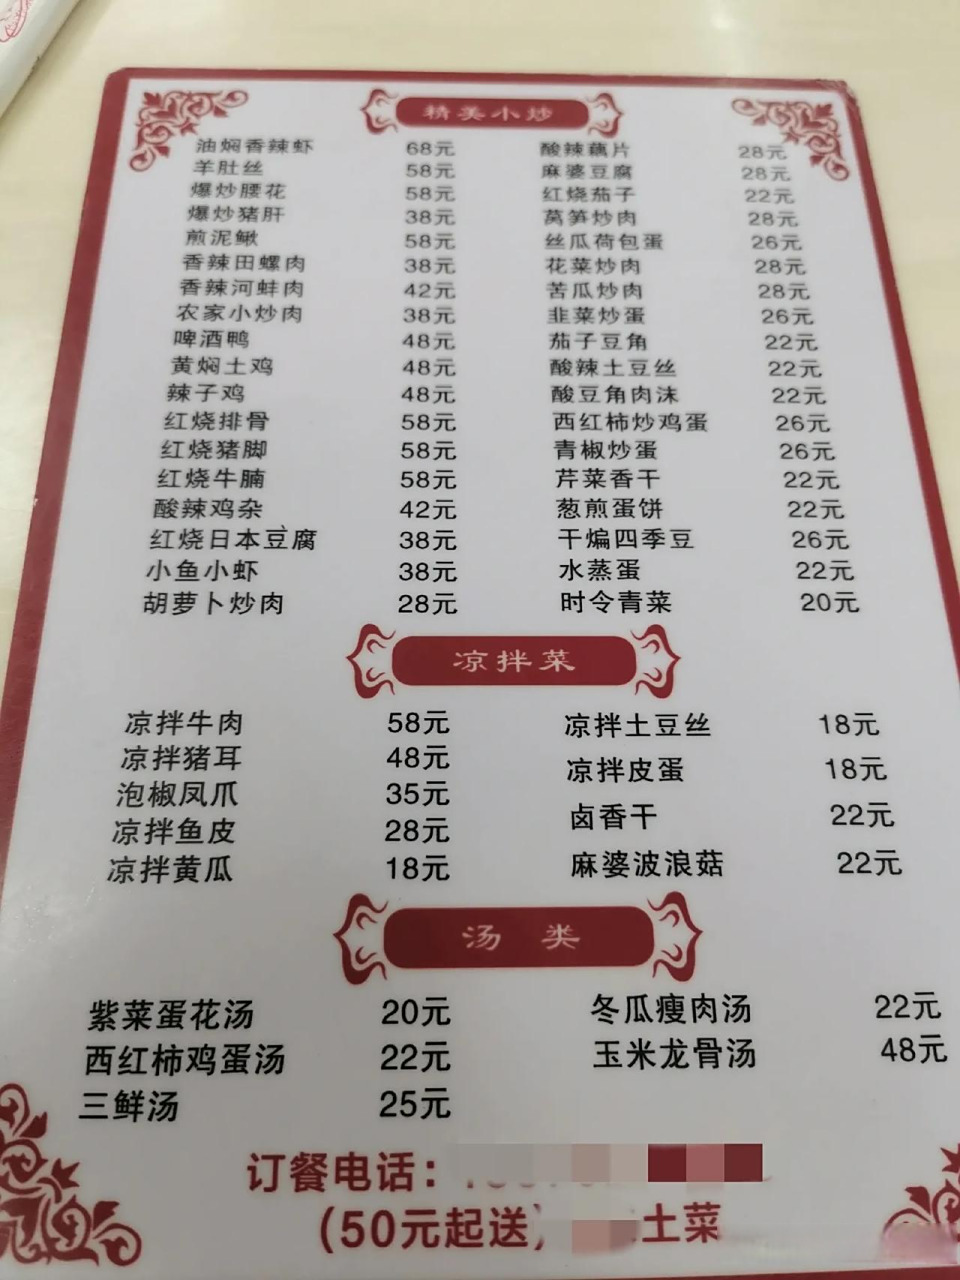 精美小炒
油焖香辣虾 68元 酸辣藕片 28元
羊肚丝 58元 麻婆豆腐 28元
爆炒腰花 58元 红烧茄子 22元
爆炒猪肝 38元 莴笋炒肉 28元
煎泥鳅 58元 丝瓜荷包蛋 26元
香辣田螺肉 38元 花菜炒肉 28元
香辣河蚌肉 42元 苦瓜炒肉 28元
农家小炒肉 38元 韭菜炒蛋 26元
啤酒鸭 48元 茄子豆角 22元
黄焖土鸡 48元 酸辣土豆丝 22元
辣子鸡 48元 酸豆角肉沫 22元
红烧排骨 58元 西红柿炒鸡蛋 26元
红烧猪脚 58元 青椒炒蛋 26元
红烧牛腩 58元 芹菜香干 22元
酸辣鸡杂 42元 葱煎蛋饼 22元
红烧日本豆腐 38元 干煸四季豆 26元
小鱼小虾 38元 水蒸蛋 22元
胡萝卜炒肉 28元 时令青菜 20元
凉拌菜
凉拌牛肉 58元 凉拌土豆丝 18元
凉拌猪耳 48元 凉拌皮蛋 18元
泡椒凤爪 35元 卤香干 22元
凉拌鱼皮 28元 麻婆波浪菇 22元
凉拌黄瓜 18元
汤 类
紫菜蛋花汤 20元 冬瓜瘦肉汤 22元
西红柿鸡蛋汤 22元 玉米龙骨汤 48元
三鲜汤 25元
订餐电话：
(50元起送) 土菜